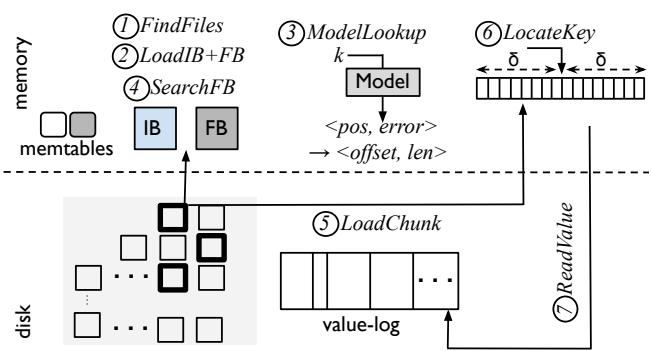 memory
① FindFiles
② LoadIB+FB
④ SearchFB
IB
FB
memtables
③ ModelLookup
k
Model
<pos, error>
→ <offset, len>
⑥ LocateKey
δ
δ
disk
...
...
⑤ LoadChunk
...
value-log
⑦ ReadValue